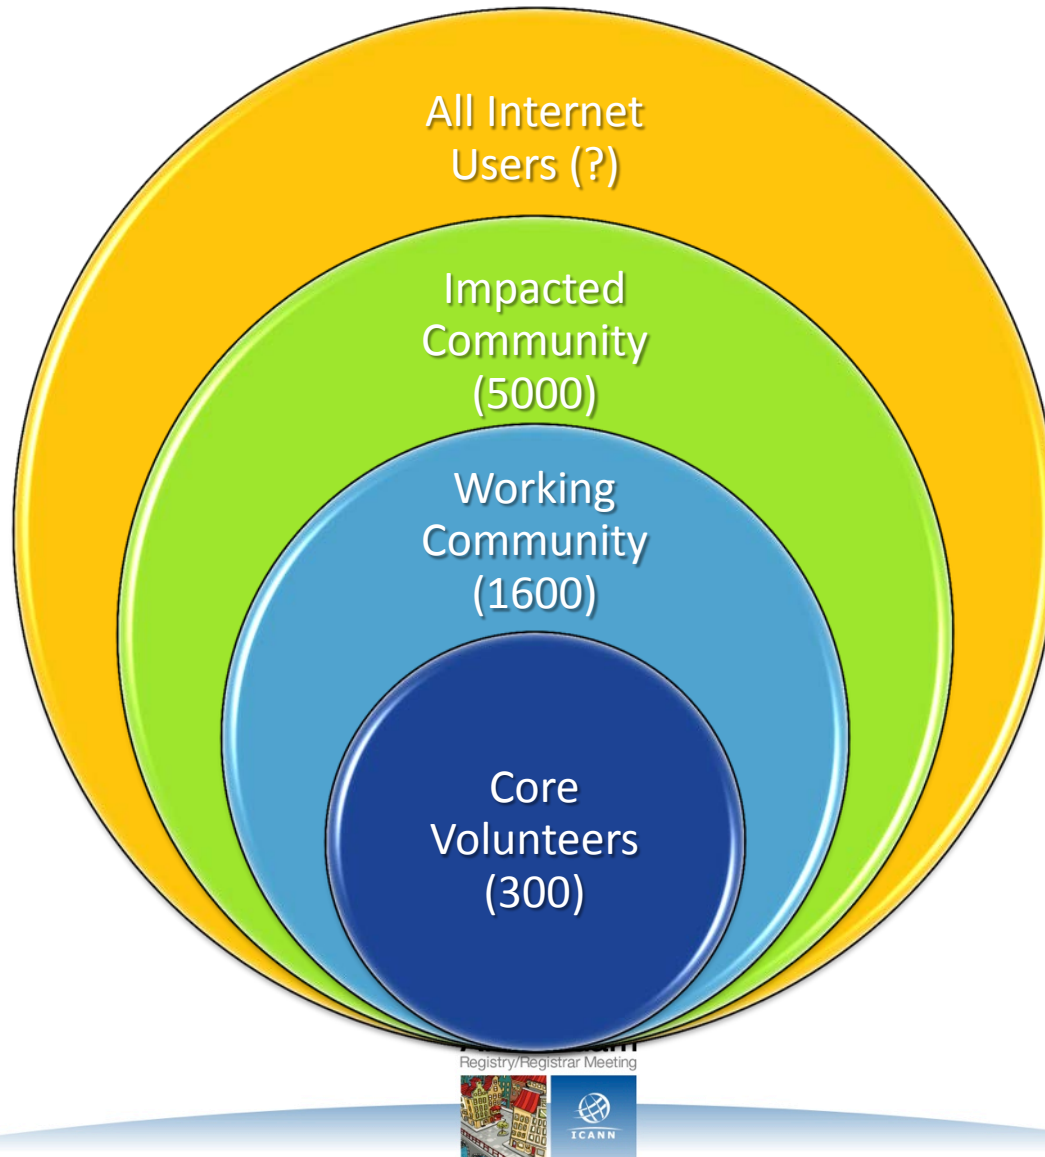 All Internet
Users (?)
Impacted
Community
(5000)
Working
Community
(1600)
Core
Volunteers
(300)
Registry/Registrar Meeting
ICANN